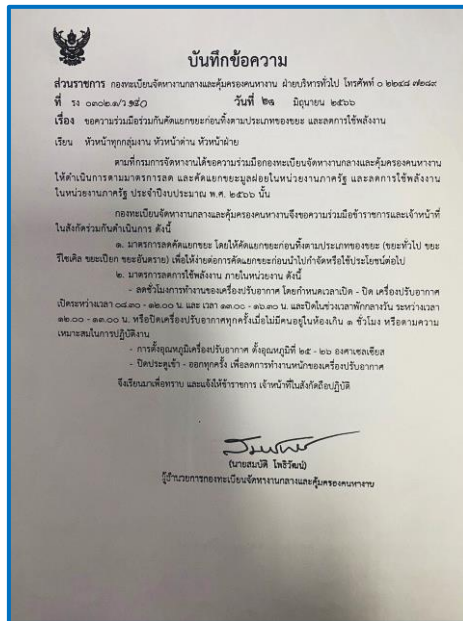 บันทึกข้อความ
ส่วนราชการ กองทะเบียนจัดหางานกลางและคุ้มครองคนหางาน ฝ่ายบริหารทั่วไป โทรศัพท์ ๐ ๒๒๔๘ ๗๒๘๙
ที่ รง ๐๓๐๒.๑/ว ๑๔๐ วันที่ ๒๑ มิถุนายน ๒๕๖๖
เรื่อง ขอความร่วมมือร่วมกันคัดแยกขยะก่อนทิ้งตามประเภทของขยะ และลดการใช้พลังงาน
เรียน หัวหน้าทุกกลุ่มงาน หัวหน้าด่าน หัวหน้าฝ่าย
ตามที่กรมการจัดหางานได้ขอความร่วมมือกองทะเบียนจัดหางานกลางและคุ้มครองคนหางาน
ให้ดำเนินการตามมาตรการลด และคัดแยกขยะมูลฝอยในหน่วยงานภาครัฐ และลดการใช้พลังงาน
ในหน่วยงานภาครัฐ ประจำปีงบประมาณ พ.ศ. ๒๕๖๖ นั้น
กองทะเบียนจัดหางานกลางและคุ้มครองคนหางานจึงขอความร่วมมือข้าราชการและเจ้าหน้าที่
ในสังกัดร่วมกันดำเนินการ ดังนี้
๑. มาตรการลดคัดแยกขยะ โดยให้คัดแยกขยะก่อนทิ้งตามประเภทของขยะ (ขยะทั่วไป ขยะ
รีไซเคิล ขยะเปียก ขยะอันตราย) เพื่อให้ง่ายต่อการคัดแยกขยะก่อนนำไปกำจัดหรือใช้ประโยชน์ต่อไป
๒. มาตรการลดการใช้พลังงาน ภายในหน่วยงาน ดังนี้
- ลดชั่วโมงการทำงานของเครื่องปรับอากาศ โดยกำหนดเวลาเปิด - ปิด เครื่องปรับอากาศ
เปิดระหว่างเวลา ๐๘.๓๐ - ๑๒.๐๐ น. และ เวลา ๑๓.๐๐ - ๑๖.๓๐ น. และปิดในช่วงเวลาพักกลางวัน ระหว่างเวลา
๑๒.๐๐ - ๑๓.๐๐ น. หรือปิดเครื่องปรับอากาศทุกครั้งเมื่อไม่มีคนอยู่ในห้องเกิน ๑ ชั่วโมง หรือตามความ
เหมาะสมในการปฏิบัติงาน
- การตั้งอุณหภูมิเครื่องปรับอากาศ ตั้งอุณหภูมิที่ ๒๕ - ๒๖ องศาเซลเซียส
- ปิดประตูเข้า - ออกทุกครั้ง เพื่อลดการทำงานหนักของเครื่องปรับอากาศ
จึงเรียนมาเพื่อทราบ และแจ้งให้ข้าราชการ เจ้าหน้าที่ในสังกัดถือปฏิบัติ
(นายสมบัติ โพธิวัฒน์)
ผู้อำนวยการกองทะเบียนจัดหางานกลางและคุ้มครองคนหางาน